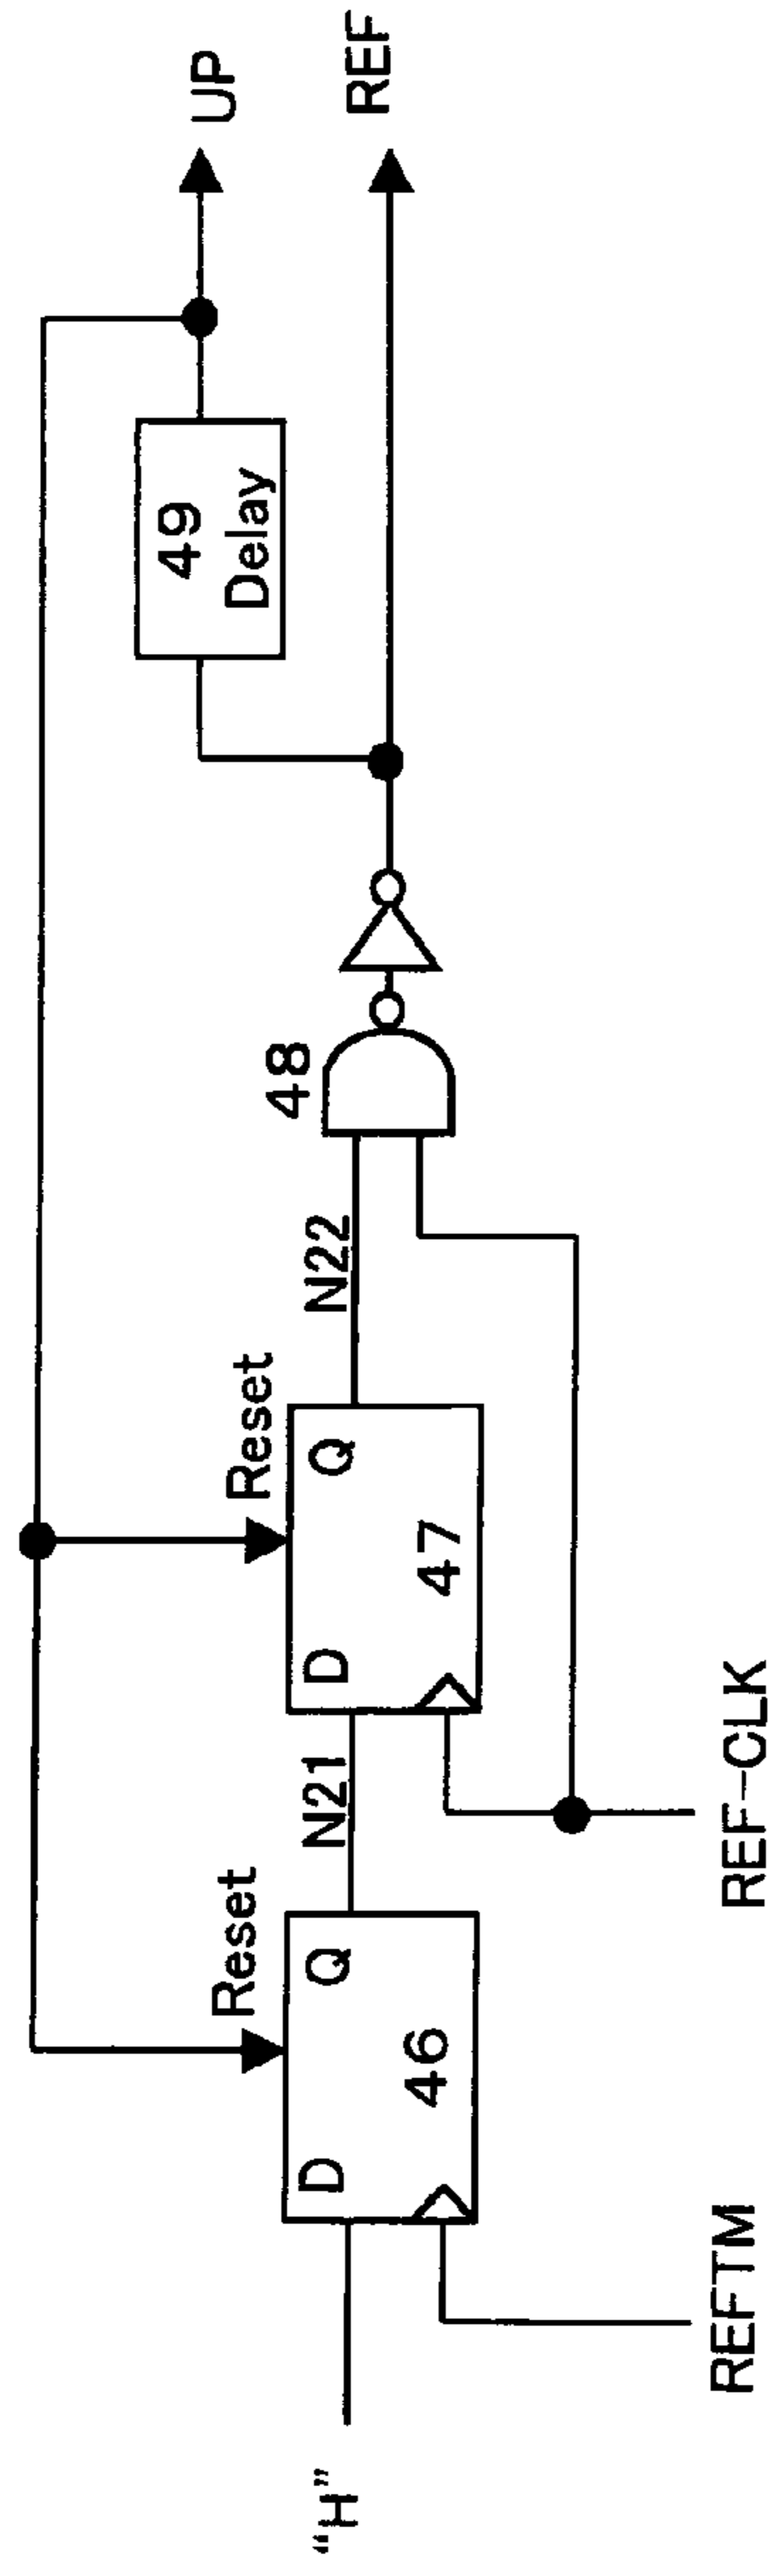 UP
REF
49
Delay
48
N22
Reset
Q
47
D
N21
REF-CLK
Reset
Q
46
D
REFTM
“H”